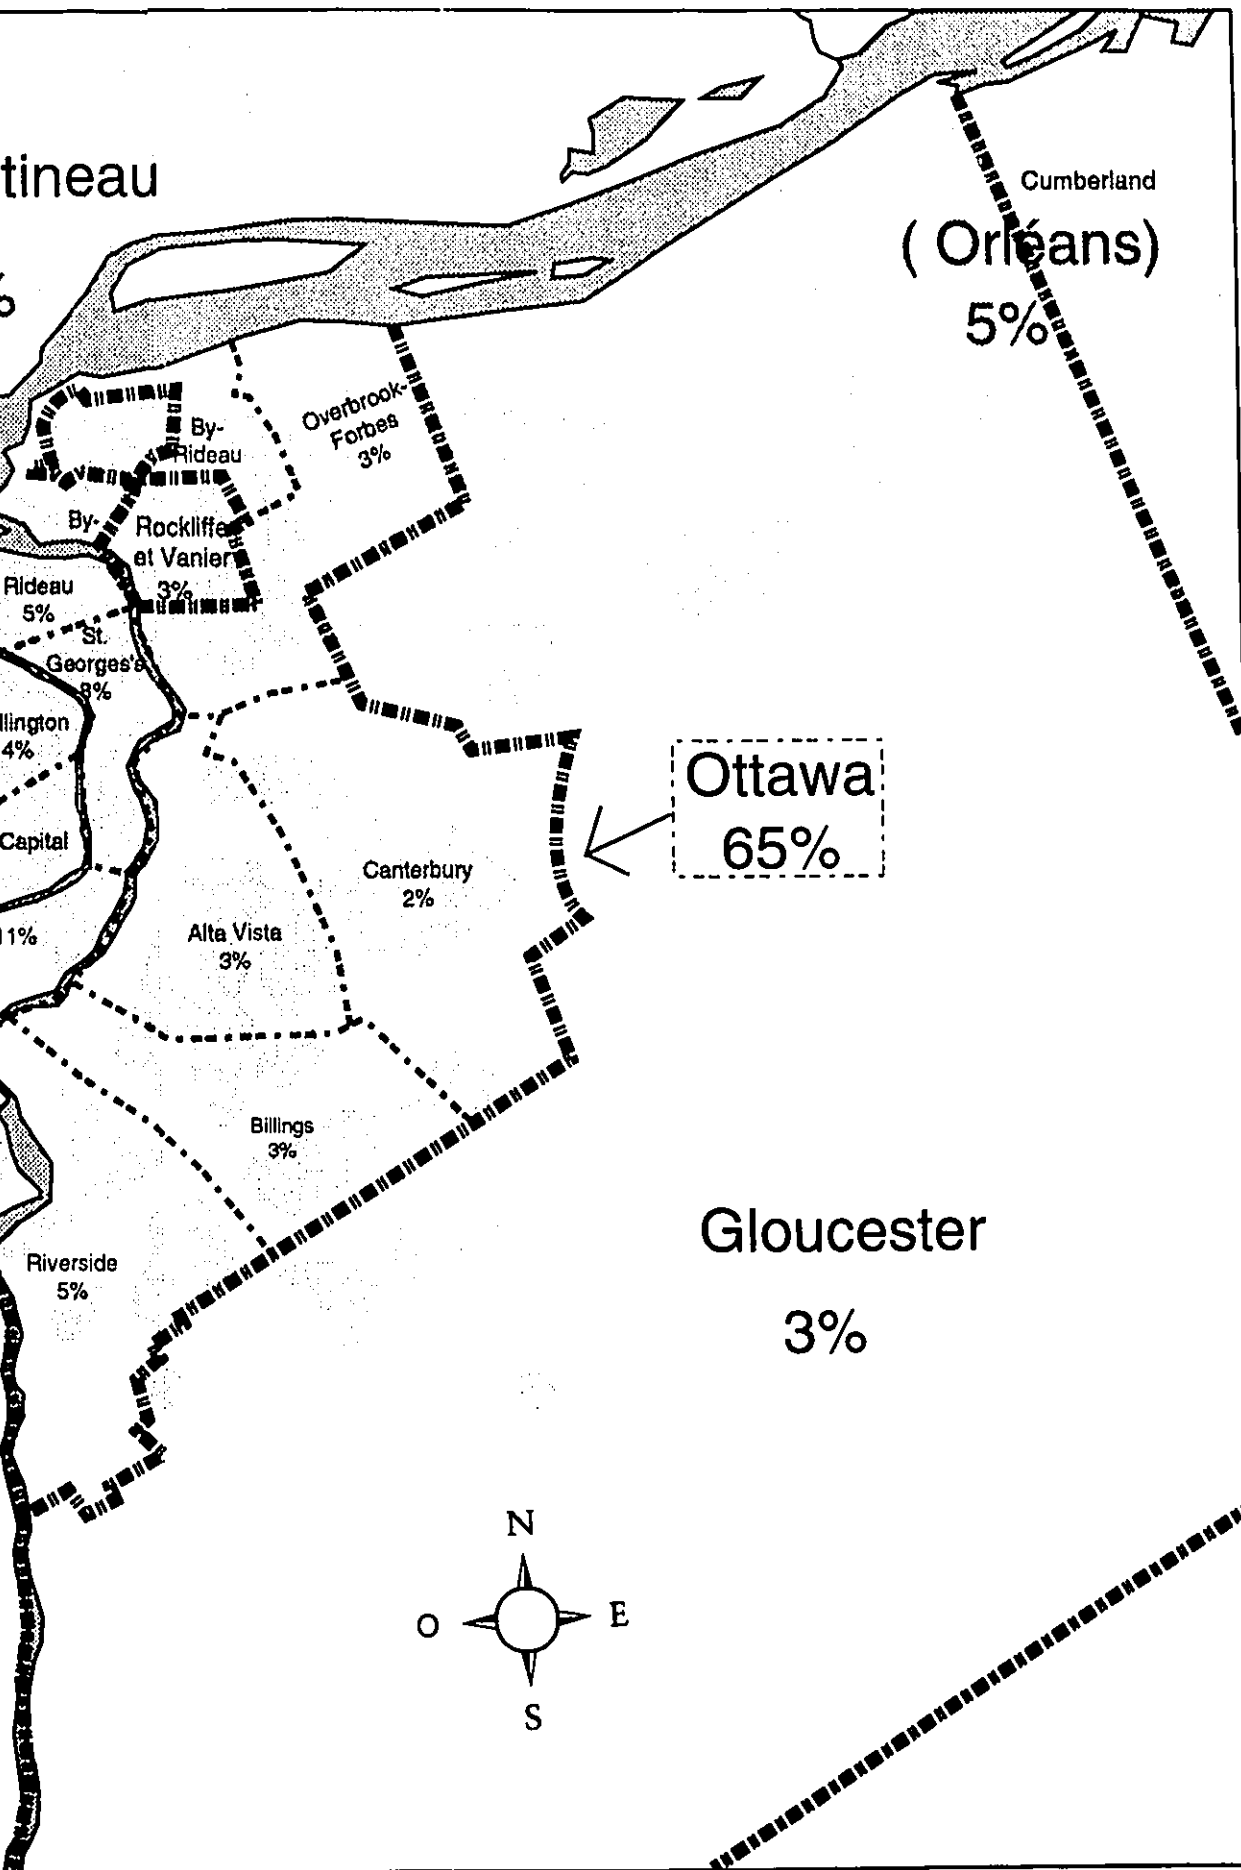 tineau
%
Cumberland
( Orléans)
5%
Overbrook-
Forbes
3%
By-
Rideau
By-
Rideau
5%
Rockliffe
et Vanier
3%
St.
Georges's
8%
llington
4%
Capital
11%
Ottawa
65%
Canterbury
2%
Alta Vista
3%
Billings
3%
Riverside
5%
Gloucester
3%
N
O
E
S